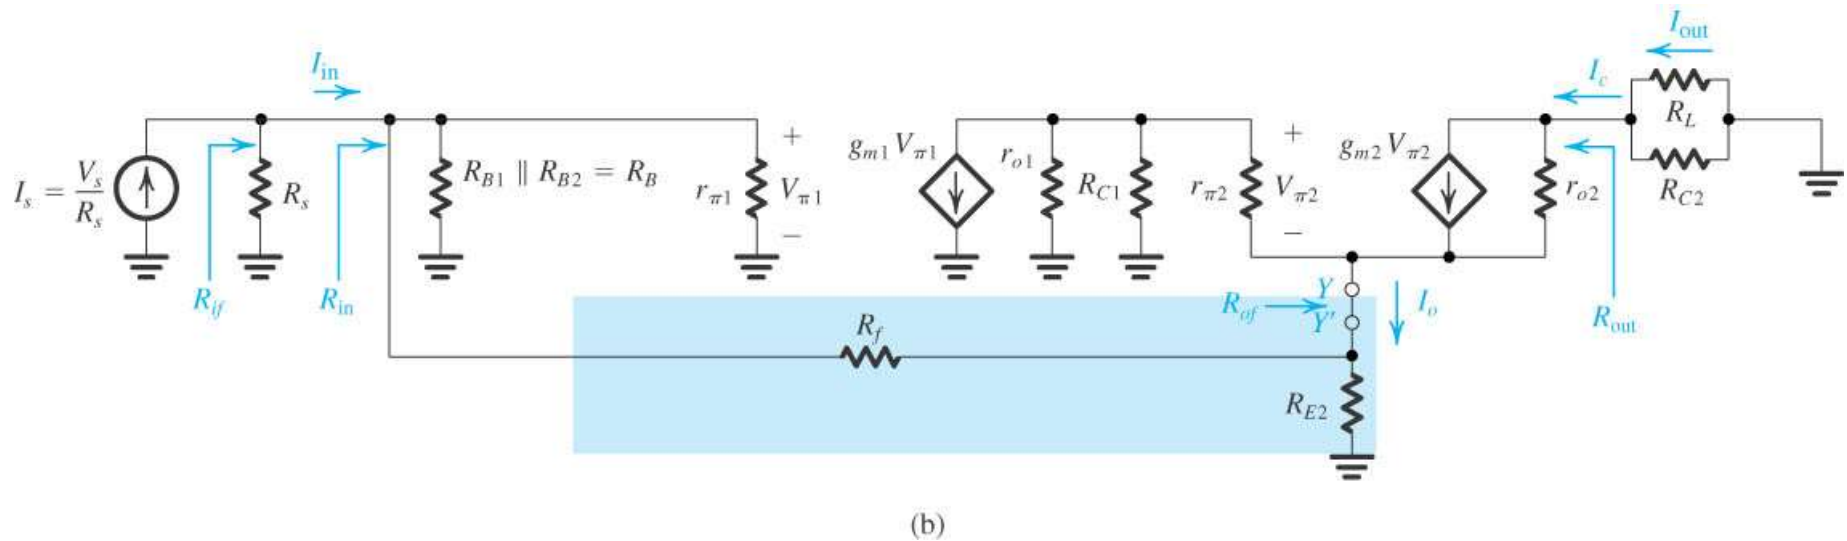 I_out
I_in
I_c
R_L
I_s = V_s / R_s
R_s
R_B1 ∥ R_B2 = R_B
r_π1
+
V_π1
−
g_m1 V_π1
r_o1
R_C1
r_π2
+
V_π2
−
g_m2 V_π2
r_o2
R_C2
R_if
R_in
R_f
R_of
Y
Y′
I_o
R_out
R_E2
(b)